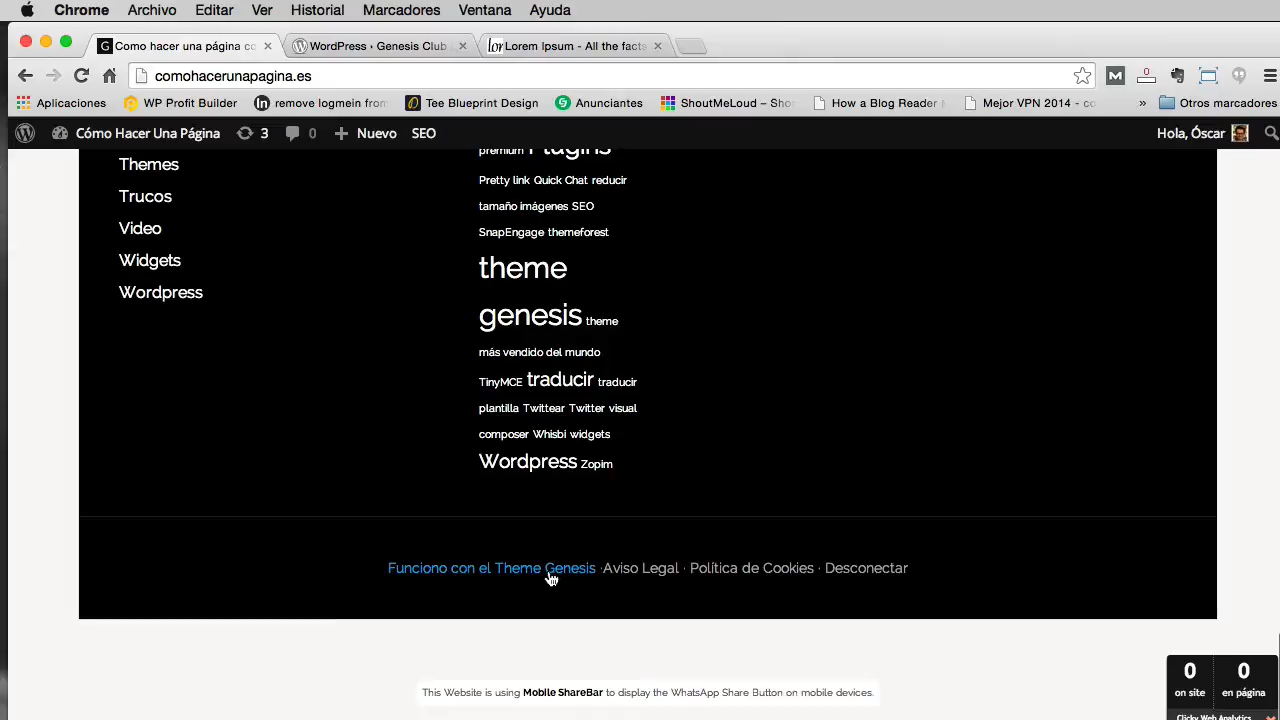 Chrome Archivo Editar Ver Historial Marcadores Ventana Ayuda
Como hacer una página co WordPress › Genesis Club lor Lorem Ipsum - All the facts
comohacerunapagina.es 0
Aplicaciones WP Profit Builder remove logmein from Tee Blueprint Design Anunciantes ShoutMeLoud – Sho How a Blog Reader Mejor VPN 2014 - co » Otros marcadores
Cómo Hacer Una Página 3 0 + Nuevo SEO Hola, Óscar
premium Plugins
Themes
Pretty link Quick Chat reducir
Trucos
tamaño imágenes SEO
Video
SnapEngage themeforest
Widgets
theme
Wordpress
genesis theme
más vendido del mundo
TinyMCE traducir traducir
plantilla Twittear Twitter visual
composer Whisbi widgets
Wordpress Zopim
Funciono con el Theme Genesis ·Aviso Legal · Política de Cookies · Desconectar
0 0
on site en página
This Website is using Mobile ShareBar to display the WhatsApp Share Button on mobile devices.
Clicky Web Analytics